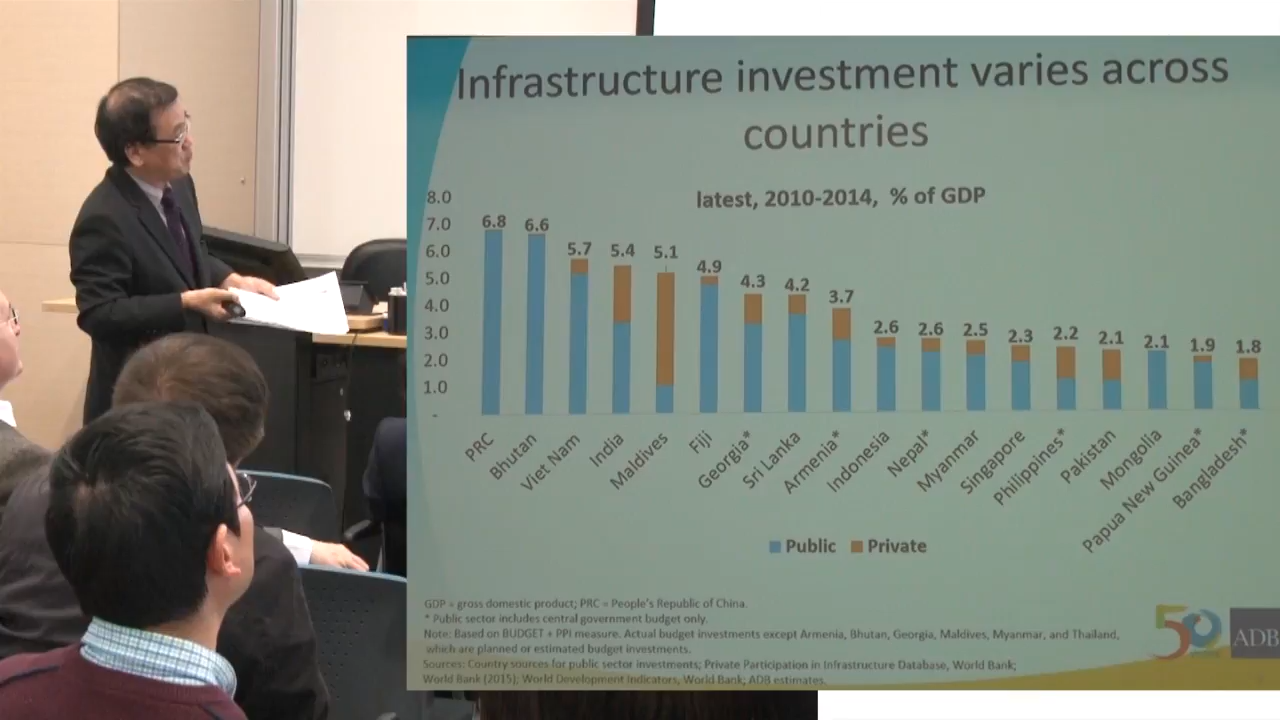 Infrastructure investment varies across
countries
latest, 2010-2014, % of GDP
8.0
7.0
6.0
5.0
4.0
3.0
2.0
1.0
-
6.8
6.6
5.7
5.4
5.1
4.9
4.3
4.2
3.7
2.6
2.6
2.5
2.3
2.2
2.1
2.1
1.9
1.8
PRC
Bhutan
Viet Nam
India
Maldives
Fiji
Georgia*
Sri Lanka
Armenia*
Indonesia
Nepal*
Myanmar
Singapore
Philippines*
Pakistan
Mongolia
Papua New Guinea*
Bangladesh*
Public
Private
GDP = gross domestic product; PRC = People's Republic of China.
* Public sector includes central government budget only.
Note: Based on BUDGET + PPI measure. Actual budget investments except Armenia, Bhutan, Georgia, Maldives, Myanmar, and Thailand,
which are planned or estimated budget investments.
Sources: Country sources for public sector investments; Private Participation in Infrastructure Database, World Bank;
World Bank (2015); World Development Indicators, World Bank; ADB estimates.
50
ADB